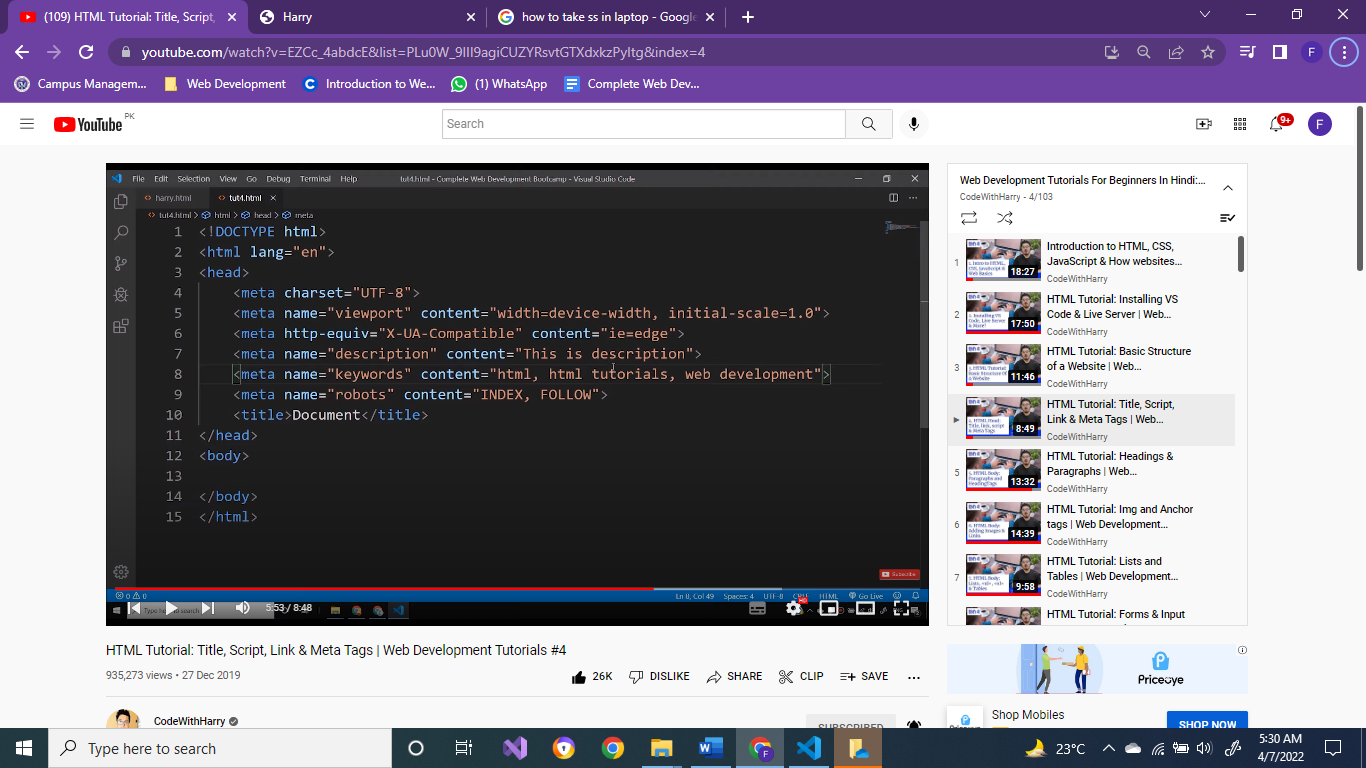 (109) HTML Tutorial: Title, Script,
Harry
how to take ss in laptop - Google
youtube.com/watch?v=EZCc_4abdcE&list=PLu0W_9lII9agiCUZYRsvtGTXdxkzPyItg&index=4
F
Campus Managem...
Web Development
Introduction to We...
(1) WhatsApp
Complete Web Dev...
YouTube PK
Search
9+
F
File Edit Selection View Go Debug Terminal Help
tut4.html - Complete Web Development Bootcamp - Visual Studio Code
harry.html
tut4.html
tut4.html > html > head > meta
1 <!DOCTYPE html>
2 <html lang="en">
3 <head>
4 <meta charset="UTF-8">
5 <meta name="viewport" content="width=device-width, initial-scale=1.0">
6 <meta http-equiv="X-UA-Compatible" content="ie=edge">
7 <meta name="description" content="This is description">
8 <meta name="keywords" content="html, html tutorials, web development">
9 <meta name="robots" content="INDEX, FOLLOW">
10 <title>Document</title>
11 </head>
12 <body>
13
14 </body>
15 </html>
Subscribe
0 0
Ln 8, Col 49 Spaces: 4 UTF-8 CRLF HTML Go Live
Type here to
5:53 / 8:48
HD
HTML Tutorial: Title, Script, Link & Meta Tags | Web Development Tutorials #4
935,273 views • 27 Dec 2019
26K
DISLIKE
SHARE
CLIP
SAVE
CodeWithHarry
SUBSCRIBED
Web Development Tutorials For Beginners In Hindi:...
CodeWithHarry - 4/103
1
18:27
Introduction to HTML, CSS,
JavaScript & How websites...
CodeWithHarry
2
17:50
HTML Tutorial: Installing VS
Code & Live Server | Web...
CodeWithHarry
3
11:46
HTML Tutorial: Basic Structure
of a Website | Web...
CodeWithHarry
8:49
HTML Tutorial: Title, Script,
Link & Meta Tags | Web...
CodeWithHarry
5
13:32
HTML Tutorial: Headings &
Paragraphs | Web...
CodeWithHarry
6
14:39
HTML Tutorial: Img and Anchor
tags | Web Development...
CodeWithHarry
7
9:58
HTML Tutorial: Lists and
Tables | Web Development...
CodeWithHarry
HTML Tutorial: Forms & Input
Priceoye
Shop Mobiles
SHOP NOW
Type here to search
23°C
5:30 AM
4/7/2022